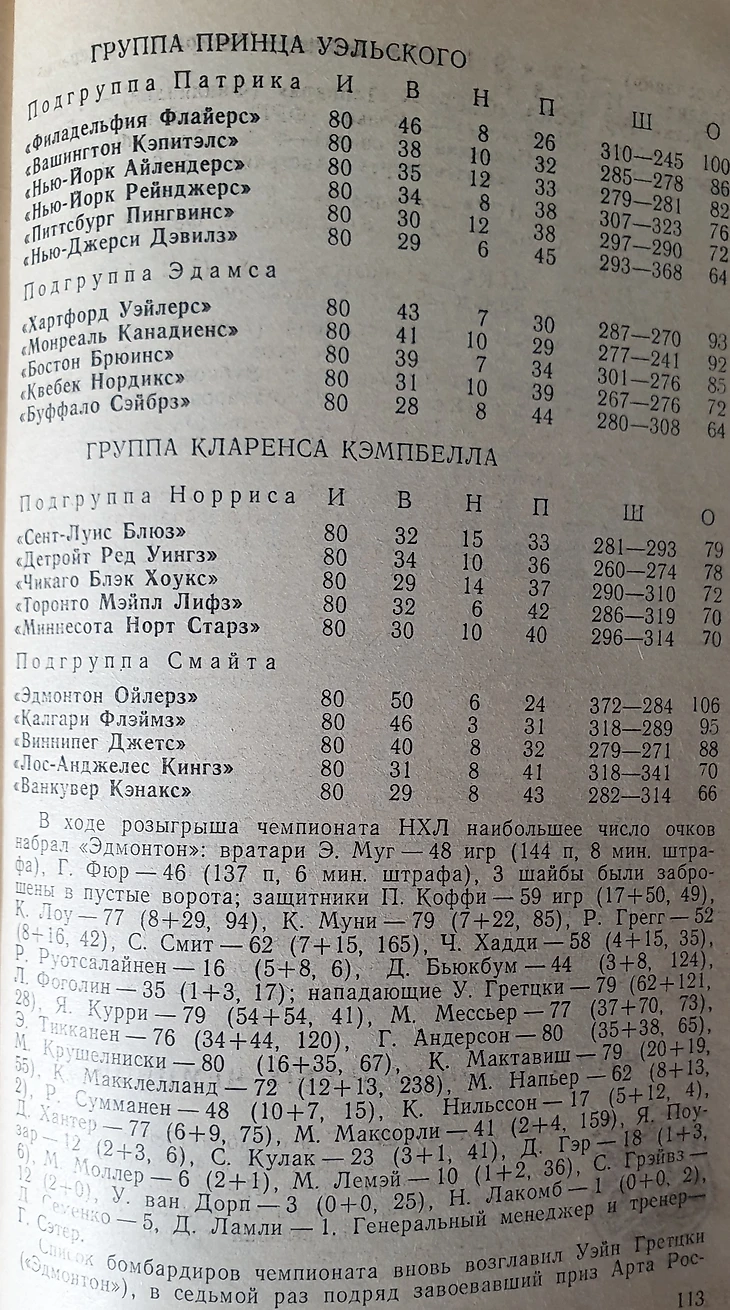 ГРУППА ПРИНЦА УЭЛЬСКОГО
Подгруппа Патрика И В Н П Ш О
«Филадельфия Флайерс» 80 46 8 26 310—245 100
«Вашингтон Кэпитэлс» 80 38 10 32 285—278 86
«Нью-Йорк Айлендерс» 80 35 12 33 279—281 82
«Нью-Йорк Рейнджерс» 80 34 8 38 307—323 76
«Питтсбург Пингвинс» 80 30 12 38 297—290 72
«Нью-Джерси Дэвилз» 80 29 6 45 293—368 64
Подгруппа Эдамса
«Хартфорд Уэйлерс» 80 43 7 30 287—270 93
«Монреаль Канадиенс» 80 41 10 29 277—241 92
«Бостон Брюинс» 80 39 7 34 301—276 85
«Квебек Нордикс» 80 31 10 39 267—276 72
«Буффало Сэйбрз» 80 28 8 44 280—308 64
ГРУППА КЛАРЕНСА КЭМПБЕЛЛА
Подгруппа Норриса И В Н П Ш О
«Сент-Луис Блюз» 80 32 15 33 281—293 79
«Детройт Ред Уингз» 80 34 10 36 260—274 78
«Чикаго Блэк Хоукс» 80 29 14 37 290—310 72
«Торонто Мэйпл Лифз» 80 32 6 42 286—319 70
«Миннесота Норт Старз» 80 30 10 40 296—314 70
Подгруппа Смайта
«Эдмонтон Ойлерз» 80 50 6 24 372—284 106
«Калгари Флэймз» 80 46 3 31 318—289 95
«Виннипег Джетс» 80 40 8 32 279—271 88
«Лос-Анджелес Кингз» 80 31 8 41 318—341 70
«Ванкувер Кэнакс» 80 29 8 43 282—314 66
В ходе розыгрыша чемпионата НХЛ наибольшее число очков
набрал «Эдмонтон»: вратари Э. Муг — 48 игр (144 п, 8 мин. штра-
фа), Г. Фюр — 46 (137 п, 6 мин. штрафа), 3 шайбы были забро-
шены в пустые ворота; защитники П. Коффи — 59 игр (17+50, 49),
К. Лоу — 77 (8+29, 94), К. Муни — 79 (7+22, 85), Р. Грегг — 52
(8+16, 42), С. Смит — 62 (7+15, 165), Ч. Хадди — 58 (4+15, 35),
Р. Руотсалайнен — 16 (5+8, 6), Д. Бьюкбум — 44 (3+8, 124),
Л. Фоголин — 35 (1+3, 17); нападающие У. Гретцки — 79 (62+121,
28), Я. Курри — 79 (54+54, 41), М. Мессьер — 77 (37+70, 73),
Э. Тикканен — 76 (34+44, 120), Г. Андерсон — 80 (35+38, 65),
М. Крушелниски — 80 (16+35, 67), К. Мактавиш — 79 (20+19,
55), К. Макклелланд — 72 (12+13, 238), М. Напьер — 62 (8+13,
2), Р. Сумманен — 48 (10+7, 15), К. Нильссон — 17 (5+12, 4),
Д. Хантер — 77 (6+9, 75), М. Максорли — 41 (2+4, 159), Я. Поу-
зар — 12 (2+3, 6), С. Кулак — 23 (3+1, 41), Д. Гэр — 18 (1+3,
6), М. Моллер — 6 (2+1), М. Лемэй — 10 (1+2, 36), С. Грэйвз —
12 (2+0), У. ван Дорп — 3 (0+0, 25), Н. Лакомб — 1 (0+0, 2),
— 5, Д. Ламли — 1. Генеральный менеджер и тренер—
Г. Сэтер.
Список бомбардиров чемпионата вновь возглавил Уэйн Гретцки
(«Эдмонтон»), в седьмой раз подряд завоевавший приз Арта Рос-
113